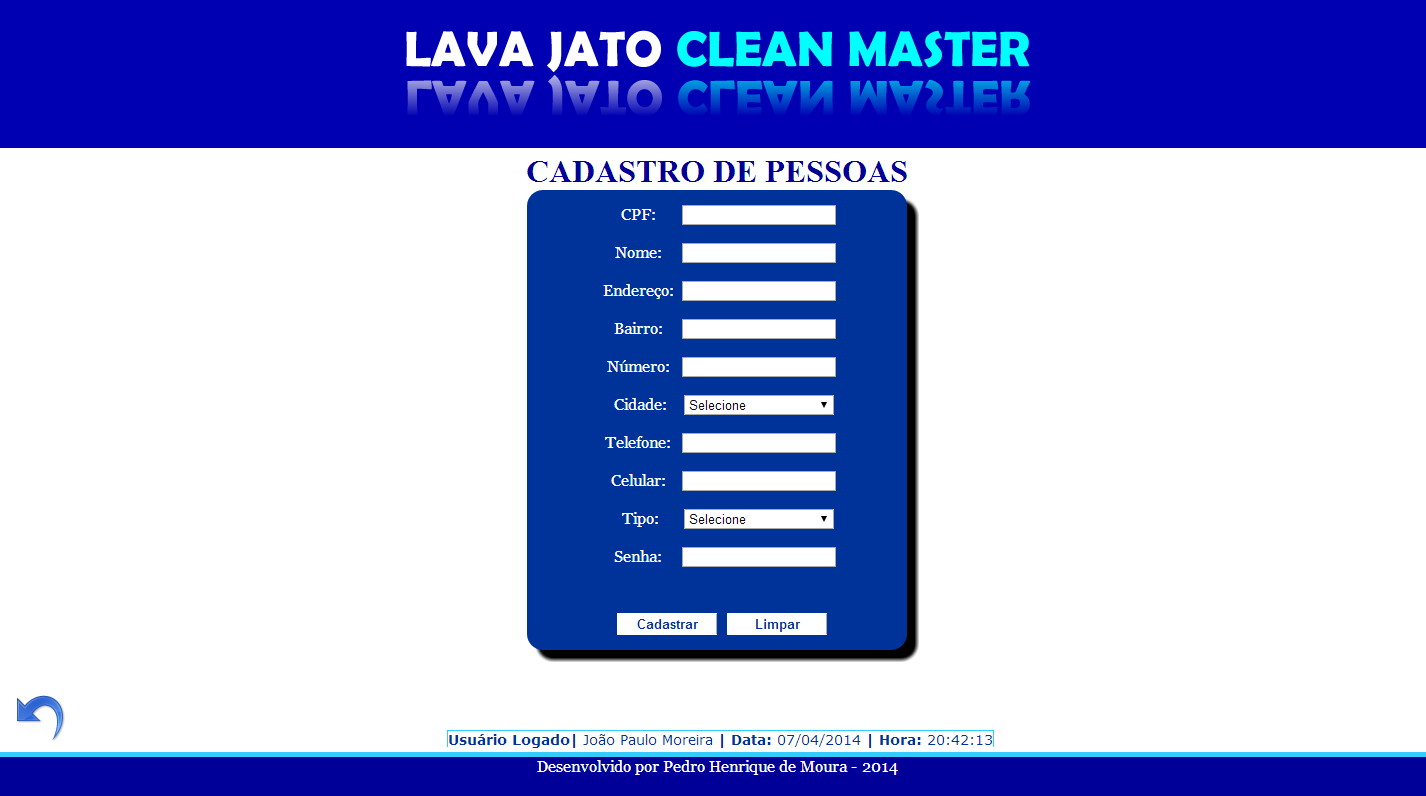 LAVA JATO CLEAN MASTER
CADASTRO DE PESSOAS
CPF:
Nome:
Endereço:
Bairro:
Número:
Cidade: Selecione
Telefone:
Celular:
Tipo: Selecione
Senha:
Cadastrar Limpar
Usuário Logado| João Paulo Moreira | Data: 07/04/2014 | Hora: 20:42:13
Desenvolvido por Pedro Henrique de Moura - 2014